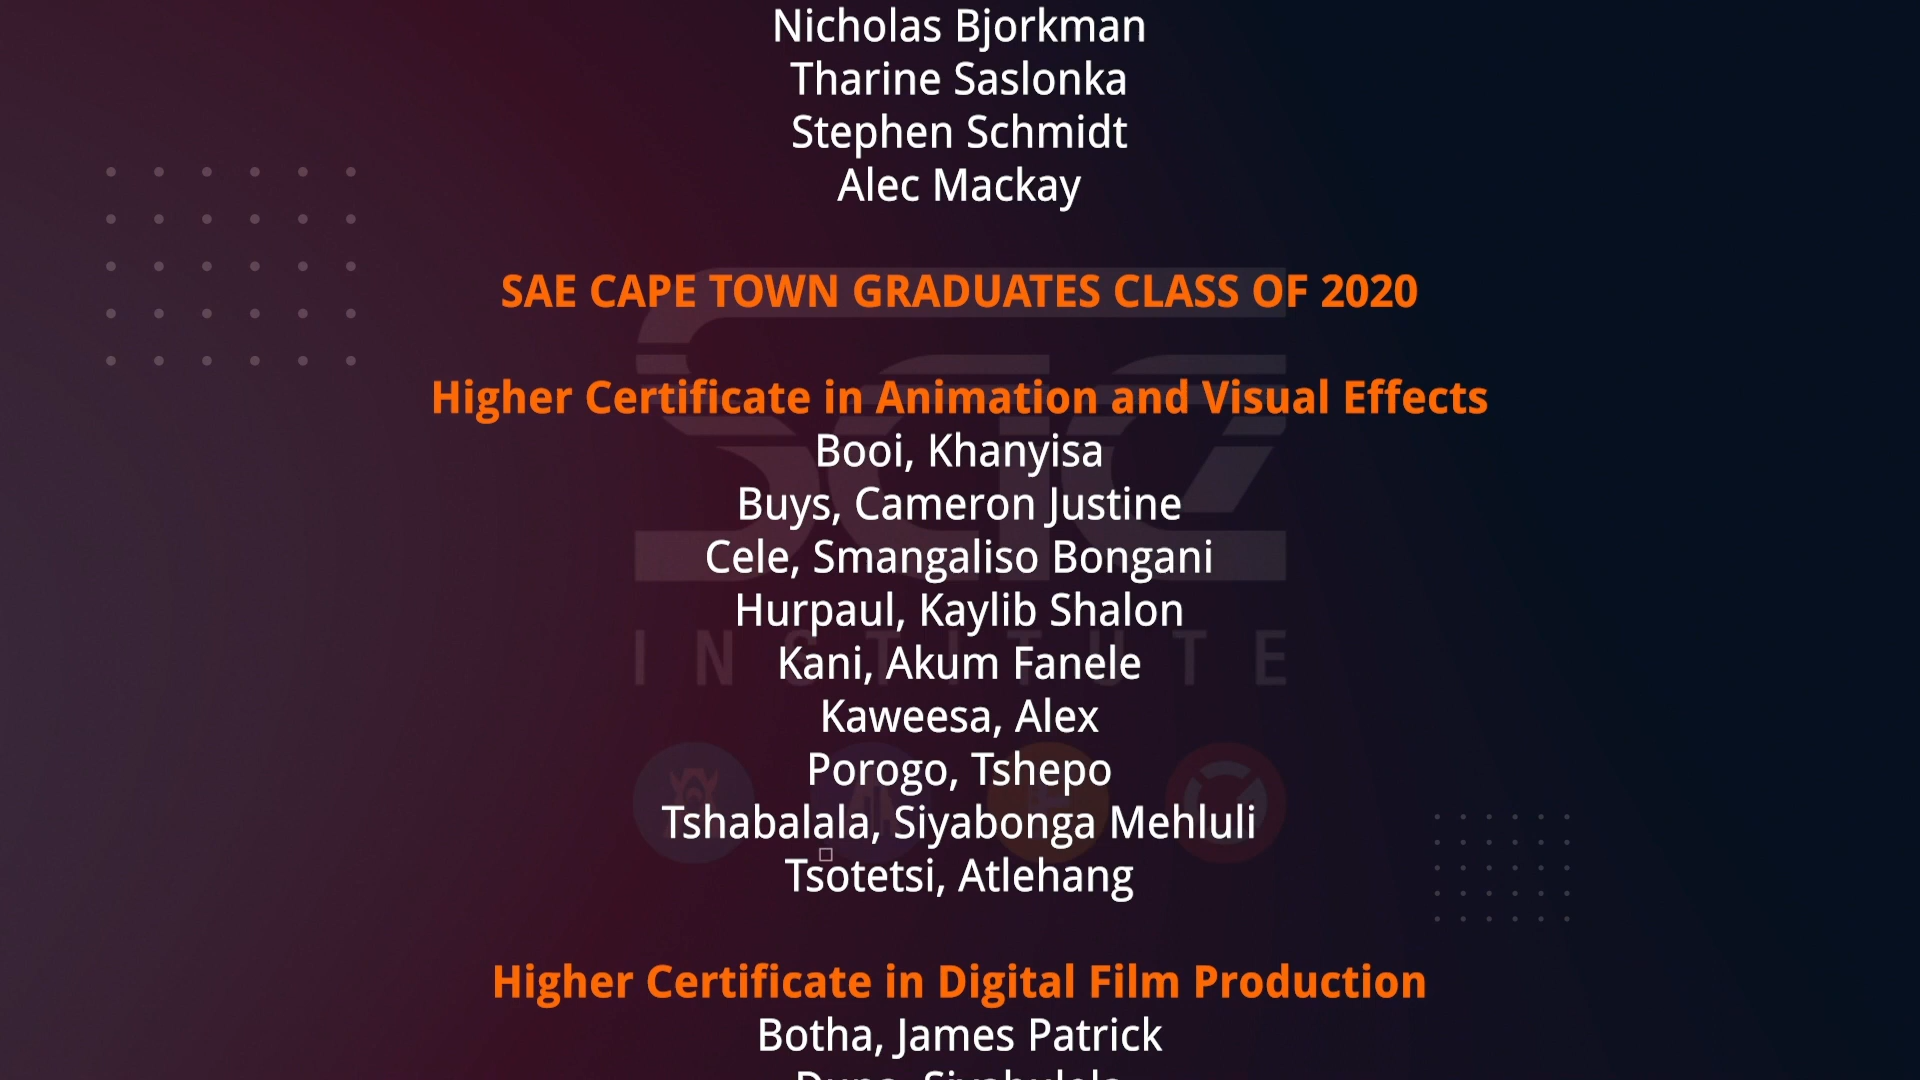 Nicholas Bjorkman
Tharine Saslonka
Stephen Schmidt
Alec Mackay
SAE CAPE TOWN GRADUATES CLASS OF 2020
Higher Certificate in Animation and Visual Effects
Booi, Khanyisa
Buys, Cameron Justine
Cele, Smangaliso Bongani
Hurpaul, Kaylib Shalon
Kani, Akum Fanele
Kaweesa, Alex
Porogo, Tshepo
Tshabalala, Siyabonga Mehluli
Tsotetsi, Atlehang
Higher Certificate in Digital Film Production
Botha, James Patrick
sae
INSTITUTE